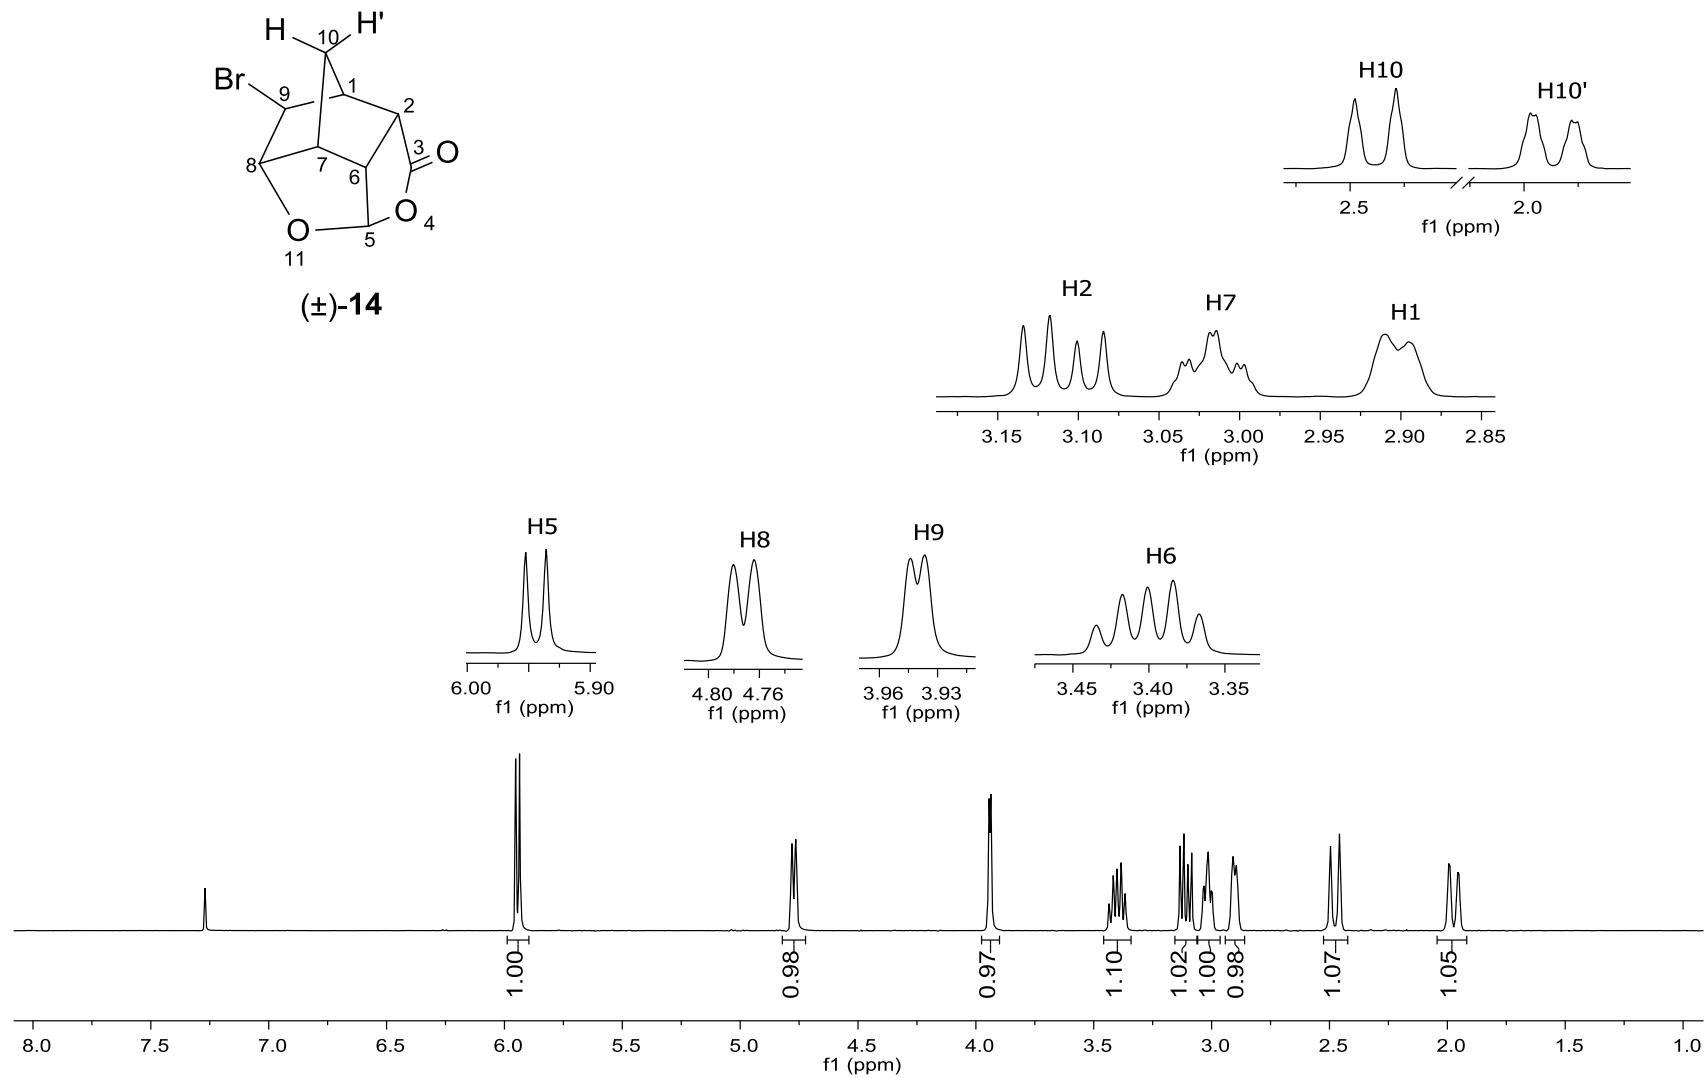 H H'
10
Br
9 1 2
3 O
8 7
6
O O 4
5
11
(±)-14
H10 H10'
2.5 2.0
f1 (ppm)
H2 H7 H1
3.15 3.10 3.05 3.00 2.95 2.90 2.85
f1 (ppm)
H5 H8 H9 H6
6.00 5.90
f1 (ppm)
4.80 4.76
f1 (ppm)
3.96 3.93
f1 (ppm)
3.45 3.40 3.35
f1 (ppm)
1.00 0.98 0.97 1.10 1.02 1.00 0.98 1.07 1.05
8.0 7.5 7.0 6.5 6.0 5.5 5.0 4.5 4.0 3.5 3.0 2.5 2.0 1.5 1.0
f1 (ppm)